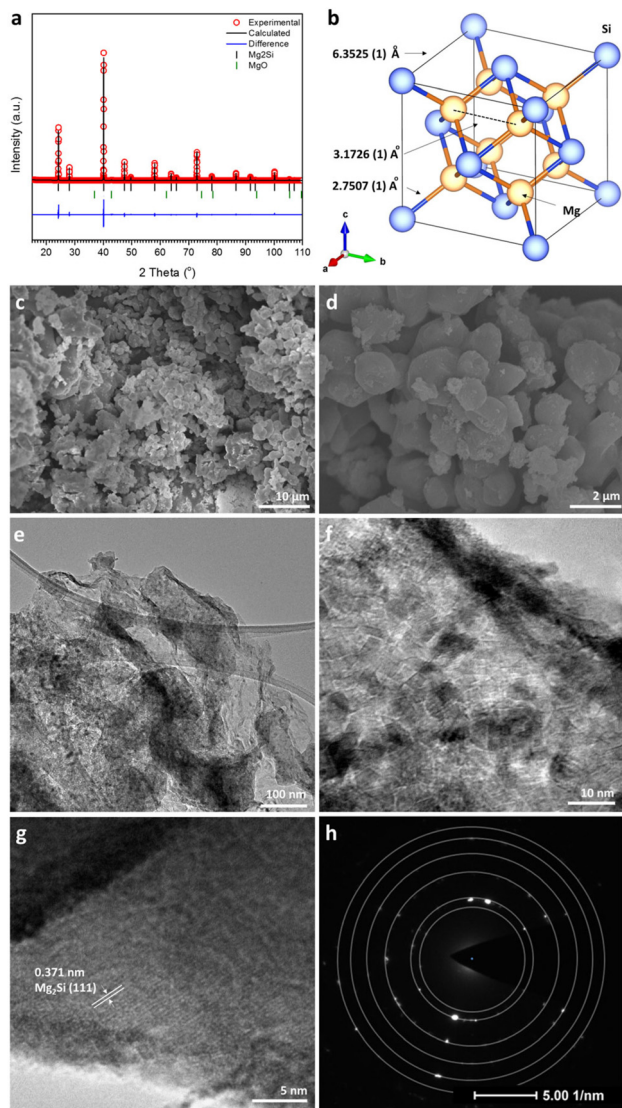 a
Experimental
Calculated
Difference
Mg2Si
MgO
Intensity (a.u.)
20 30 40 50 60 70 80 90 100 110
2 Theta (°)
b
Si
6.3525 (1) Å
3.1726 (1) A°
2.7507 (1) A°
Mg
c
a
b
c
10 µm
d
2 µm
e
100 nm
f
10 nm
g
0.371 nm
Mg₂Si (111)
5 nm
h
5.00 1/nm